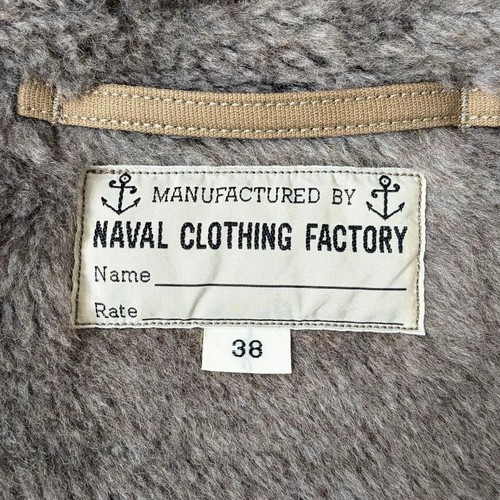 MANUFACTURED BY
NAVAL CLOTHING FACTORY
Name
Rate
38